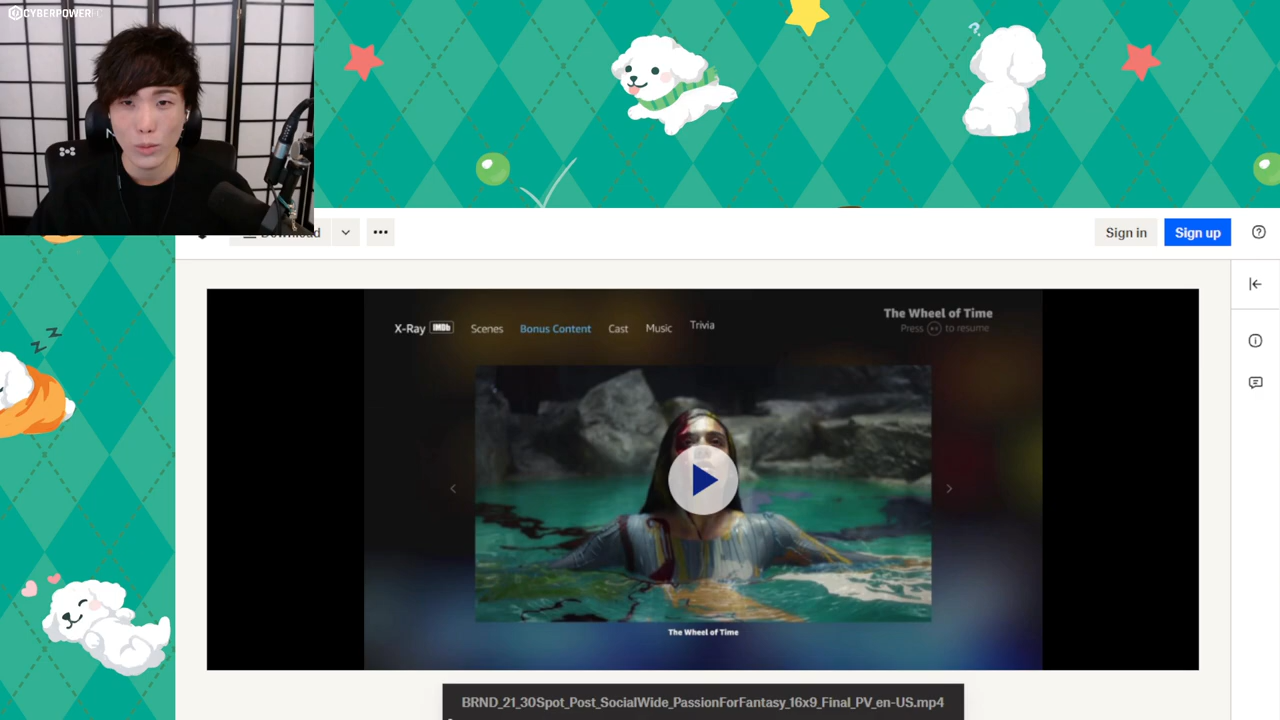 CYBERPOWER
Download
Sign in
Sign up
X-Ray IMDb Scenes Bonus Content Cast Music Trivia
The Wheel of Time
Press to resume
The Wheel of Time
BRND_21_30Spot_Post_SocialWide_PassionForFantasy_16x9_Final_PV_en-US.mp4